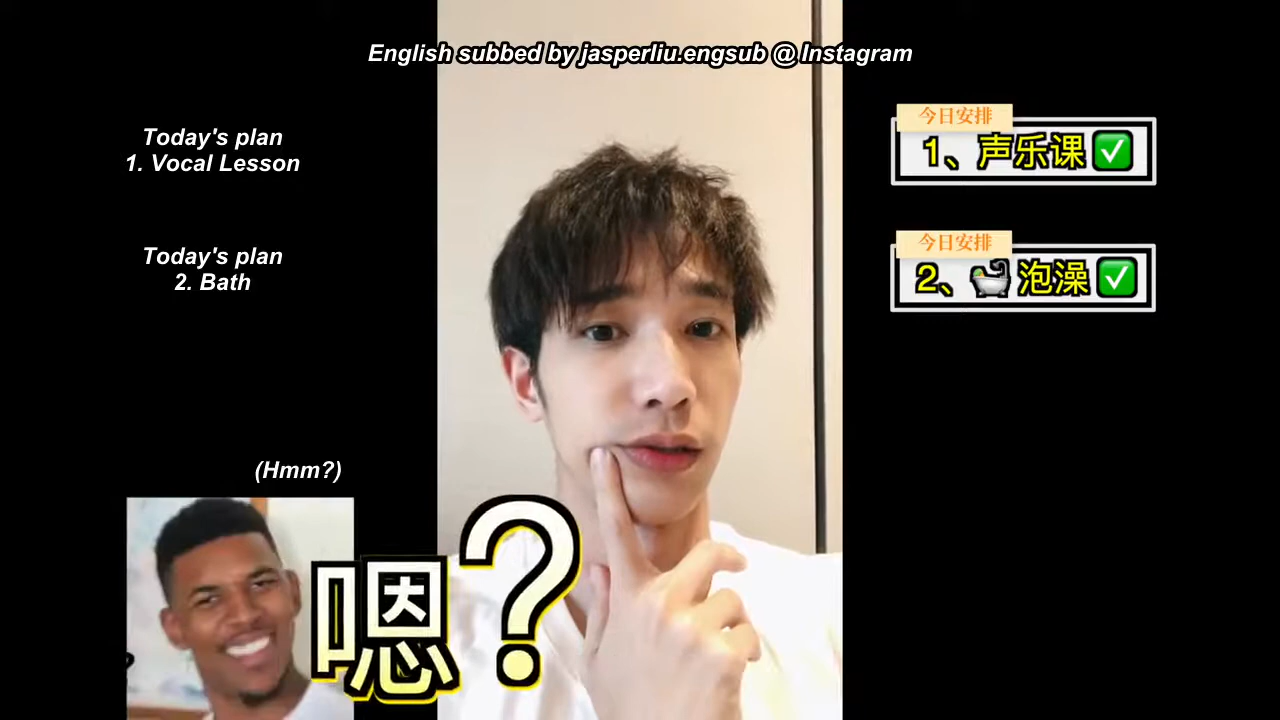 English subbed by jasperliu.engsub @ Instagram
Today's plan
1. Vocal Lesson
今日安排
1、声乐课
Today's plan
2. Bath
今日安排
2、泡澡
(Hmm?)
嗯?
?